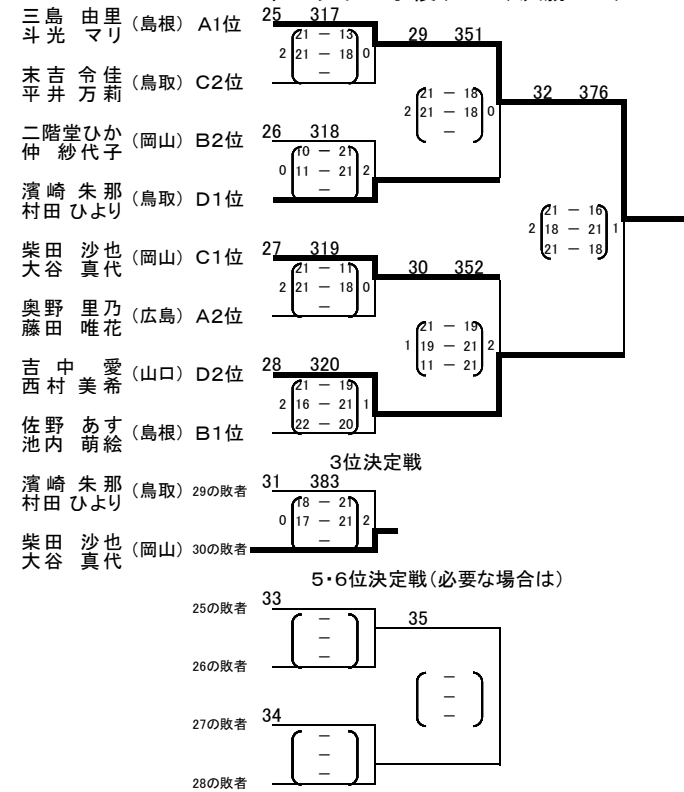 三島 由里
斗光 マリ
（島根） A1位
25 317
21 － 13
2 21 － 18 0
－
末吉 令佳
平井 万莉
（鳥取） C2位
29 351
21 － 18
2 21 － 18 0
－
二階堂ひか
仲 紗代子
（岡山） B2位
26 318
10 － 21
0 11 － 21 2
－
濱崎 朱那
村田 ひより
（鳥取） D1位
32 376
21 － 16
2 18 － 21 1
21 － 18
柴田 沙也
大谷 真代
（岡山） C1位
27 319
21 － 11
2 21 － 18 0
－
奥野 里乃
藤田 唯花
（広島） A2位
30 352
21 － 19
1 19 － 21 2
11 － 21
吉中 愛
西村 美希
（山口） D2位
28 320
21 － 19
2 16 － 21 1
22 － 20
佐野 あす
池内 萌絵
（島根） B1位
3位決定戦
濱崎 朱那
村田 ひより
（鳥取） 29の敗者
31 383
18 － 21
0 17 － 21 2
－
柴田 沙也
大谷 真代
（岡山） 30の敗者
5・6位決定戦（必要な場合は）
25の敗者 33
－
－
－
26の敗者
35
－
－
－
27の敗者 34
－
－
－
28の敗者